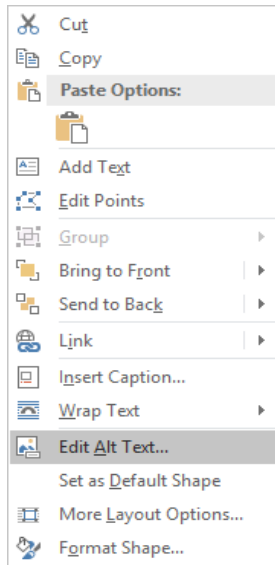 Cut
Copy
Paste Options:
Add Text
Edit Points
Group
Bring to Front
Send to Back
Link
Insert Caption...
Wrap Text
Edit Alt Text...
Set as Default Shape
More Layout Options...
Format Shape...